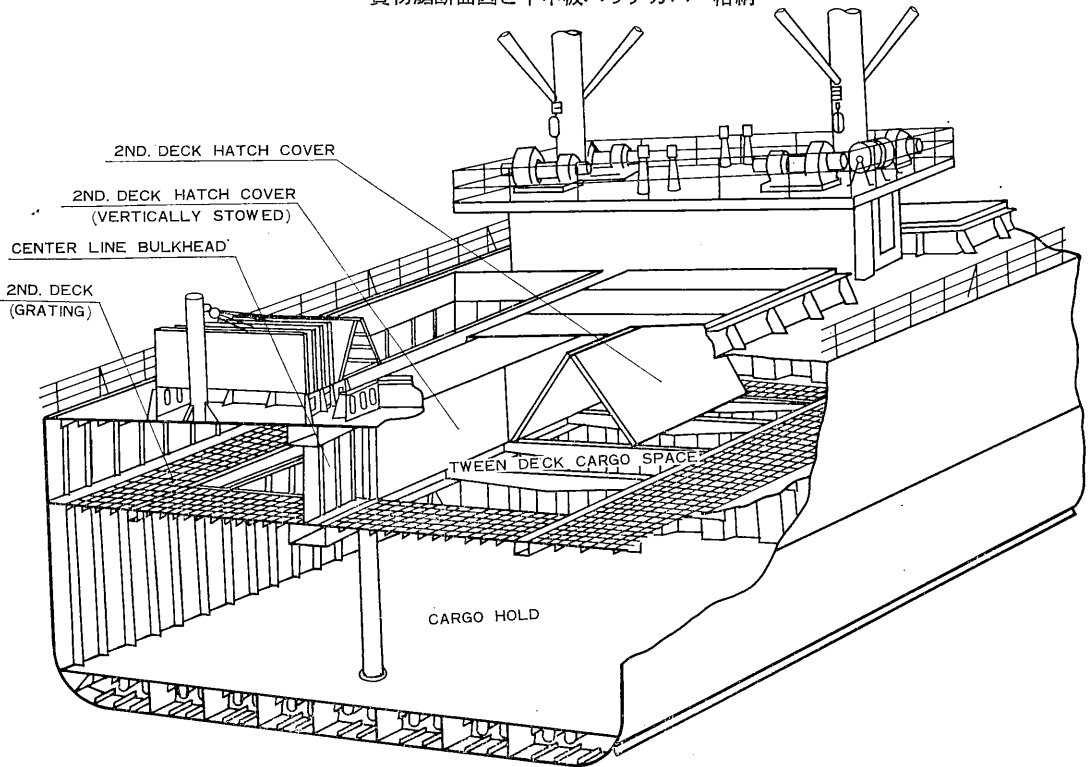 2ND. DECK HATCH COVER
2ND. DECK HATCH COVER
(VERTICALLY STOWED)
CENTER LINE BULKHEAD
2ND. DECK
(GRATING)
TWEEN DECK CARGO SPACE
CARGO HOLD